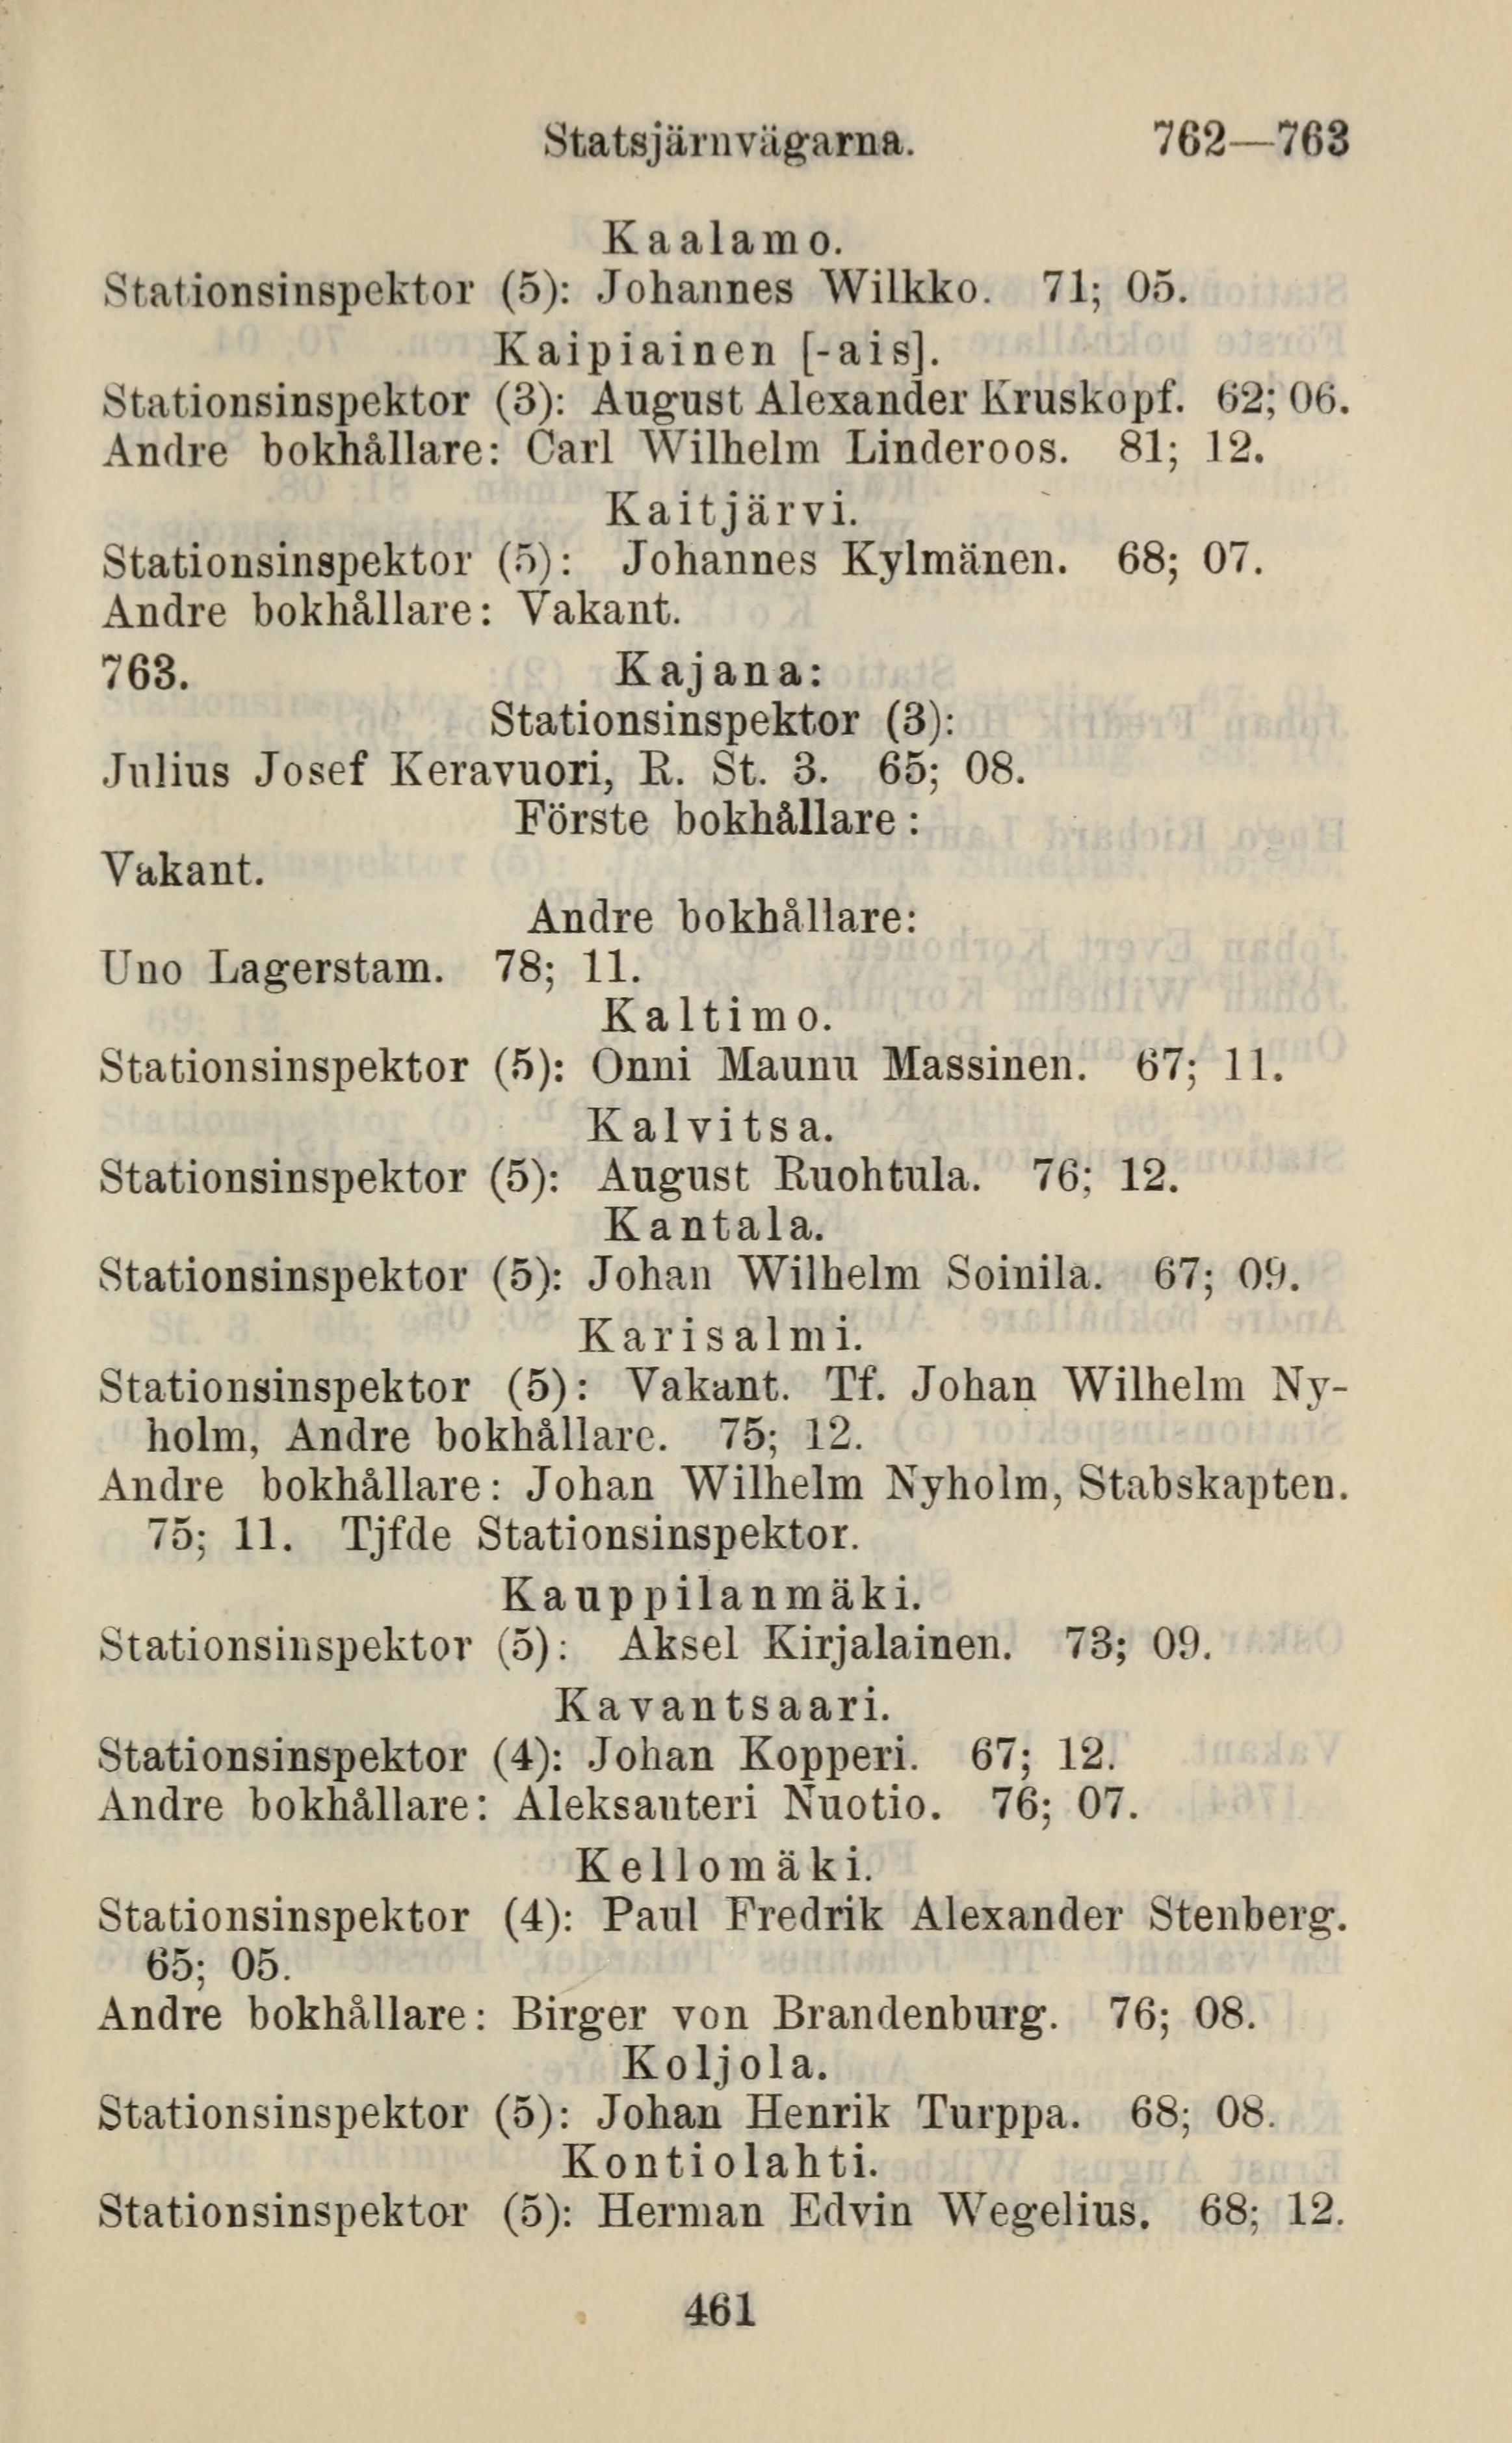 Statsjärnvägarna. 762—763
Kaalamo.
Stationsinspektor (5): Johannes Wilkko. 71; 05.
Kaipiainen [-ais].
Stationsinspektor (3): August Alexander Kruskopf. 62; 06.
Andre bokhållare: Carl Wilhelm Linderoos. 81; 12.
Kaitjärvi.
Stationsinspektor (5): Johannes Kylmänen. 68; 07.
Andre bokhållare: Vakant.
763. Kajana:
Stationsinspektor (3):
Julius Josef Keravuori, R. St. 3. 65; 08.
Förste bokhållare:
Vakant.
Andre bokhållare:
Uno Lagerstam. 78; 11.
Kaltimo.
Stationsinspektor (5): Onni Maunu Massinen. 67; 11.
Kalvitsa.
Stationsinspektor (5): August Ruohtula. 76; 12.
Kantala.
Stationsinspektor (5): Johan Wilhelm Soinila. 67; 09.
Karisalmi.
Stationsinspektor (5): Vakant. Tf. Johan Wilhelm Ny-
holm, Andre bokhållare. 75; 12.
Andre bokhållare: Johan Wilhelm Nyholm, Stabskapten.
75; 11. Tjfde Stationsinspektor.
Kauppilanmäki.
Stationsinspektor (5): Aksel Kirjalainen. 73; 09.
Kavantsaari.
Stationsinspektor (4): Johan Kopperi. 67; 12.
Andre bokhållare: Aleksanteri Nuotio. 76; 07.
Kellomäki.
Stationsinspektor (4): Paul Fredrik Alexander Stenberg.
65; 05.
Andre bokhållare: Birger von Brandenburg. 76; 08.
Koljola.
Stationsinspektor (5): Johan Henrik Turppa. 68; 08.
Kontiolahti.
Stationsinspektor (5): Herman Edvin Wegelius. 68; 12.
461